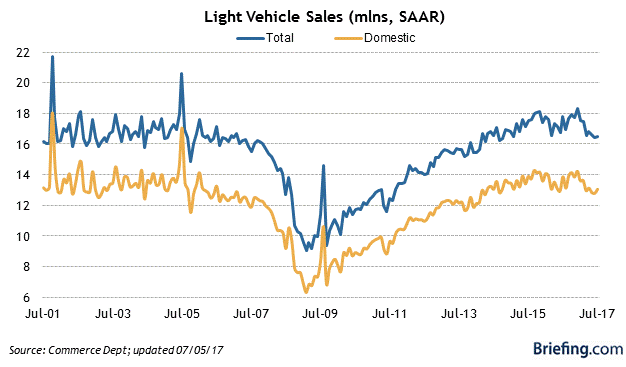 Light Vehicle Sales (mlns, SAAR)
Total Domestic
22
20
18
16
14
12
10
8
6
Jul-01 Jul-03 Jul-05 Jul-07 Jul-09 Jul-11 Jul-13 Jul-15 Jul-17
Source: Commerce Dept; updated 07/05/17
Briefing.com